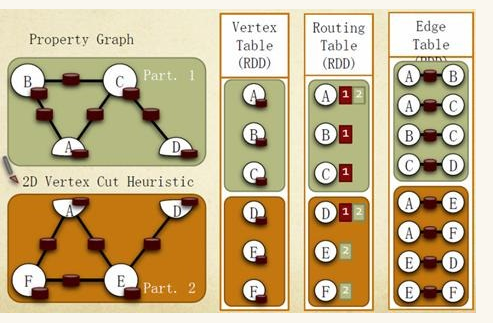 Property Graph
B
C
Part. 1
A
D
2D Vertex Cut Heuristic
A
D
F
E
Part. 2
Vertex
Table
(RDD)
A
B
C
D
E
F
Routing
Table
(RDD)
A 1 2
B 1
C 1
D 1 2
E 2
F 2
Edge
Table
(RDD)
A B
A C
B C
C D
A E
A F
E D
E F